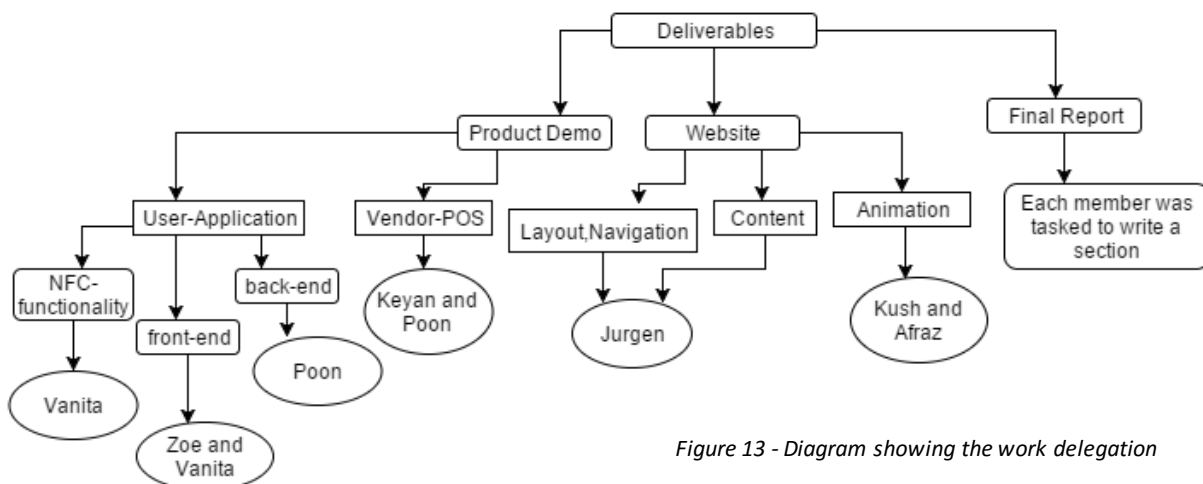 Deliverables
Product Demo
Website
Final Report
User-Application
Vendor-POS
Layout,Navigation
Content
Animation
Each member was
tasked to write a
section
NFC-
functionality
back-end
front-end
Keyan and
Poon
Jurgen
Kush and
Afraz
Vanita
Poon
Zoe and
Vanita
Figure 13 - Diagram showing the work delegation